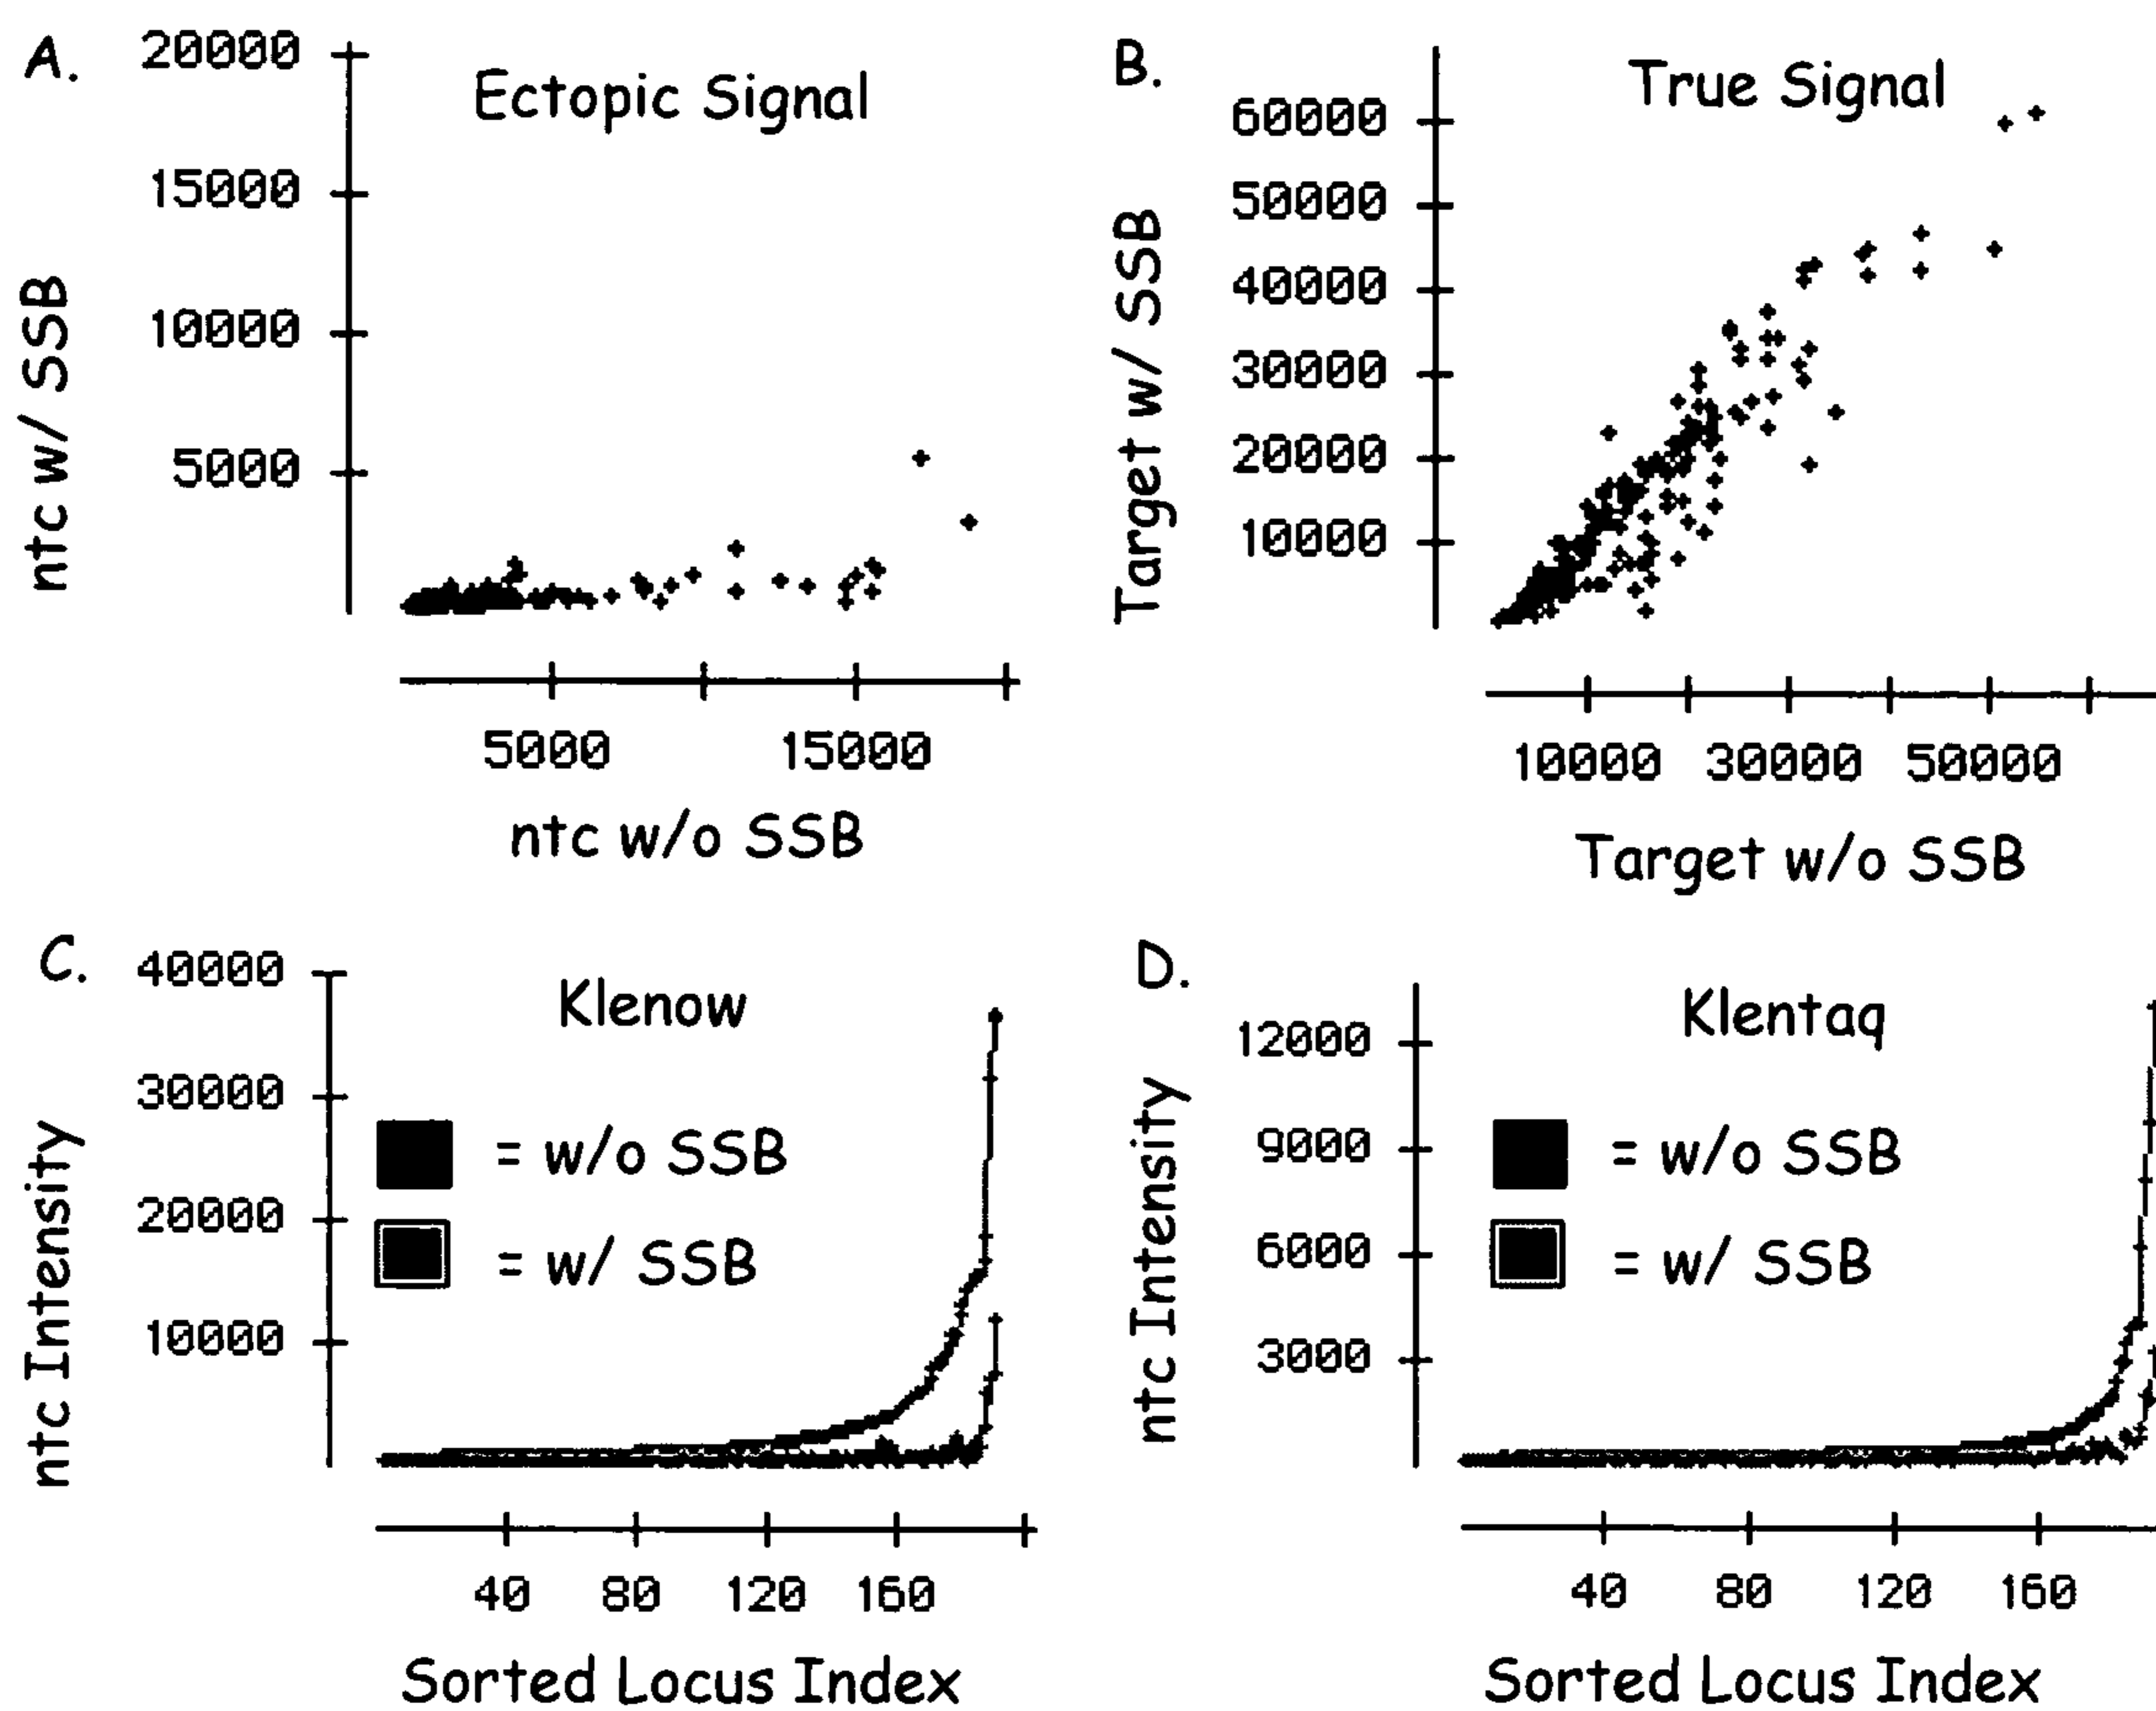 A.
Ectopic Signal
20000
15000
10000
5000
ntc w/ SSB
5000
15000
ntc w/o SSB
B.
True Signal
60000
50000
40000
30000
20000
10000
Target w/ SSB
10000
30000
50000
Target w/o SSB
C.
Klenow
40000
30000
20000
10000
ntc Intensity
= w/o SSB
= w/ SSB
40
80
120
160
Sorted Locus Index
D.
Klentaq
12000
9000
6000
3000
ntc Intensity
= w/o SSB
= w/ SSB
40
80
120
160
Sorted Locus Index